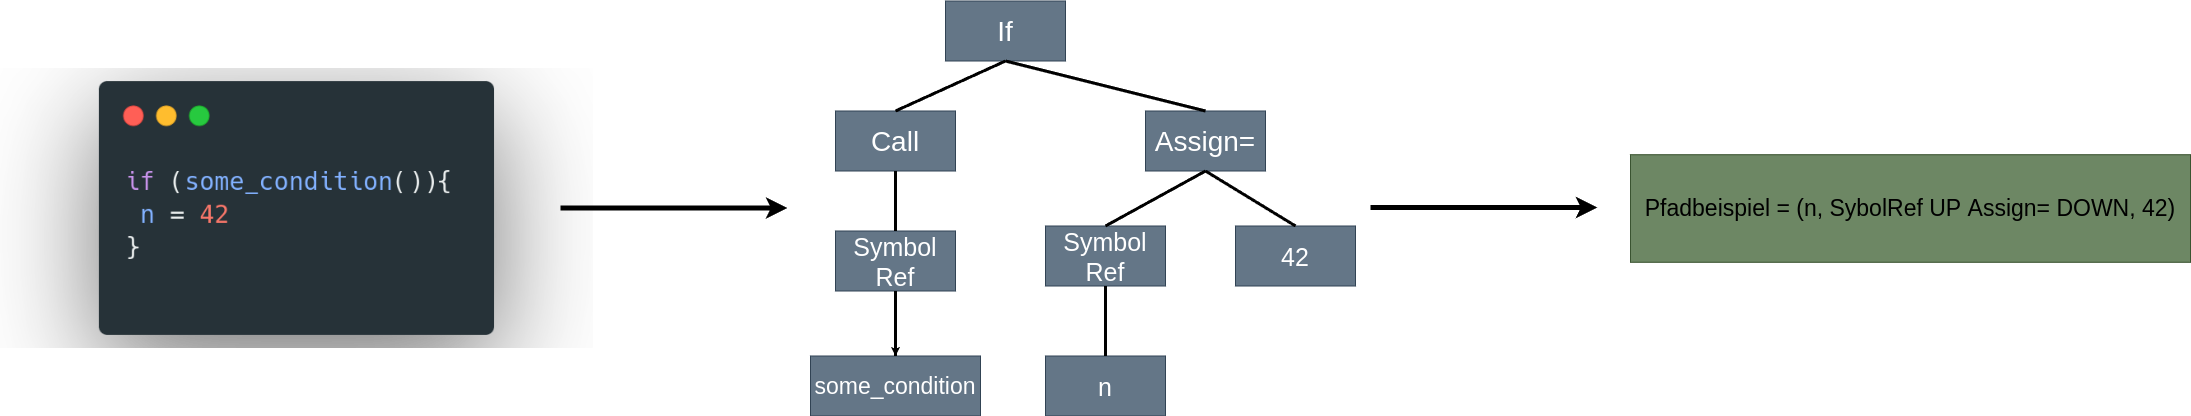 if (some_condition()){
n = 42
}
If
Call
Assign=
Symbol
Ref
Symbol
Ref
42
some_condition
n
Pfadbeispiel = (n, SybolRef UP Assign= DOWN, 42)